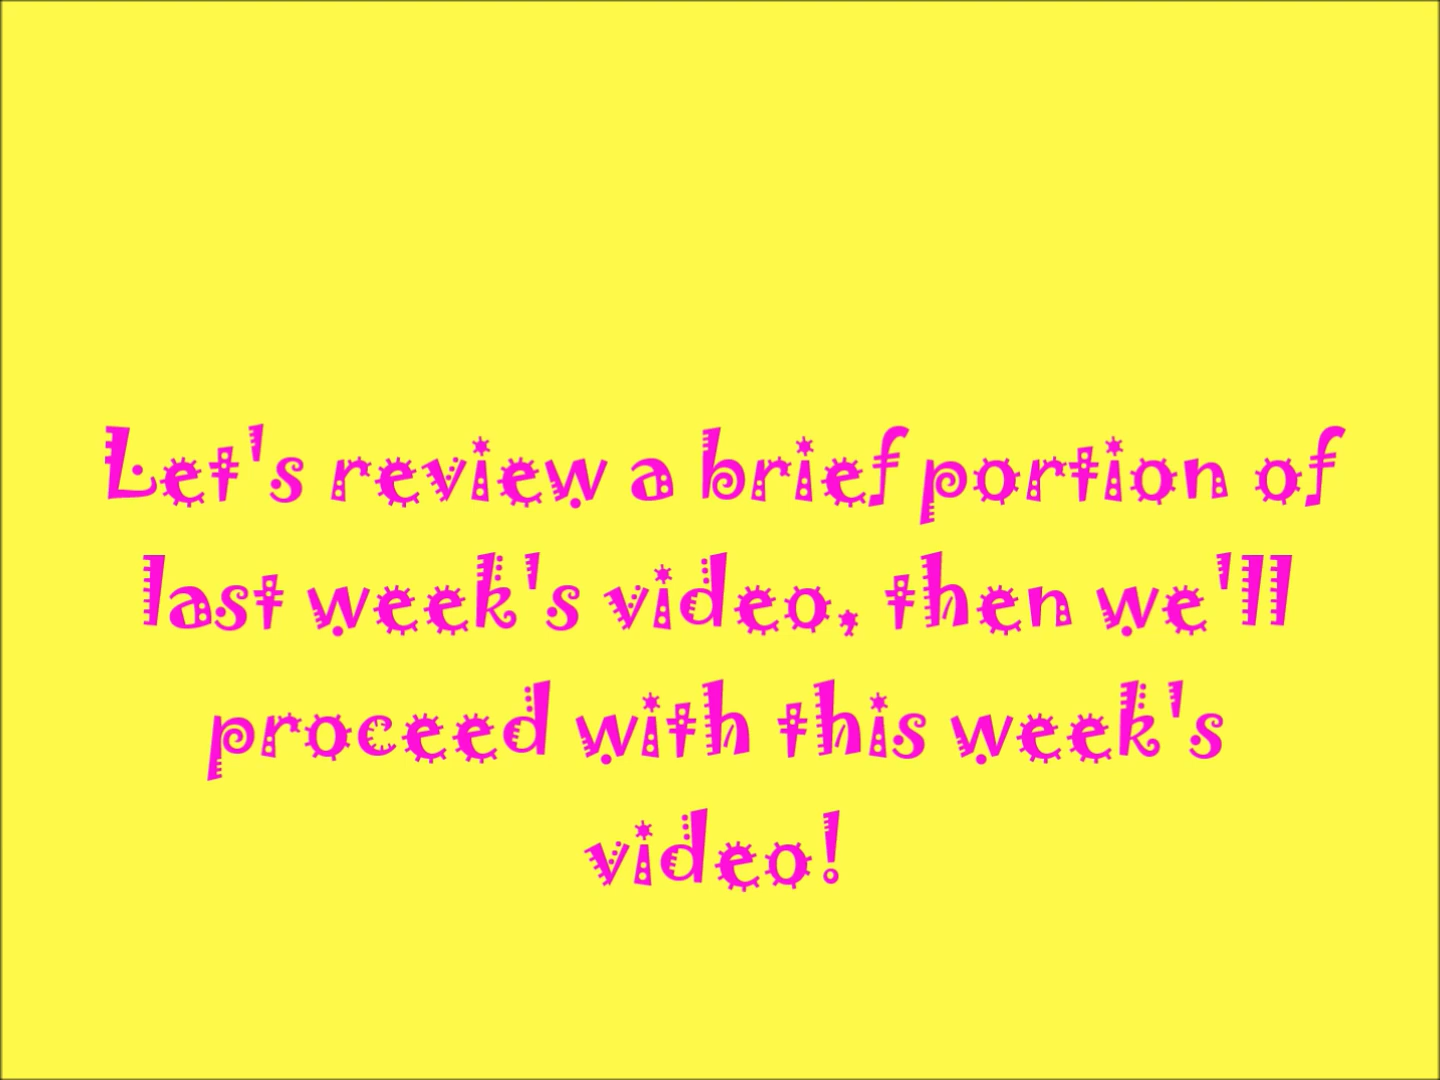 Let's review a brief portion of
last week's video, then we'll
proceed with this week's
video!